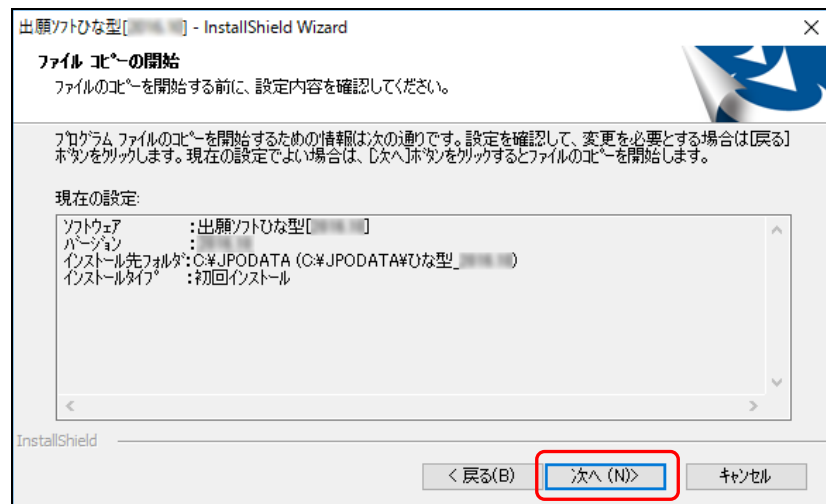 出願ソフトひな型[ ] - InstallShield Wizard
ファイル コピーの開始
ファイルのコピーを開始する前に、設定内容を確認してください。
プログラム ファイルのコピーを開始するための情報は次の通りです。設定を確認して、変更を必要とする場合は[戻る]
ボタンをクリックします。現在の設定でよい場合は、[次へ]ボタンをクリックするとファイルのコピーを開始します。
現在の設定:
ソフトウェア :出願ソフトひな型[ ]
バージョン :
インストール先フォルダ:C:¥JPODATA (C:¥JPODATA¥ひな型_ )
インストールタイプ :初回インストール
InstallShield
< 戻る(B)
次へ (N)>
キャンセル